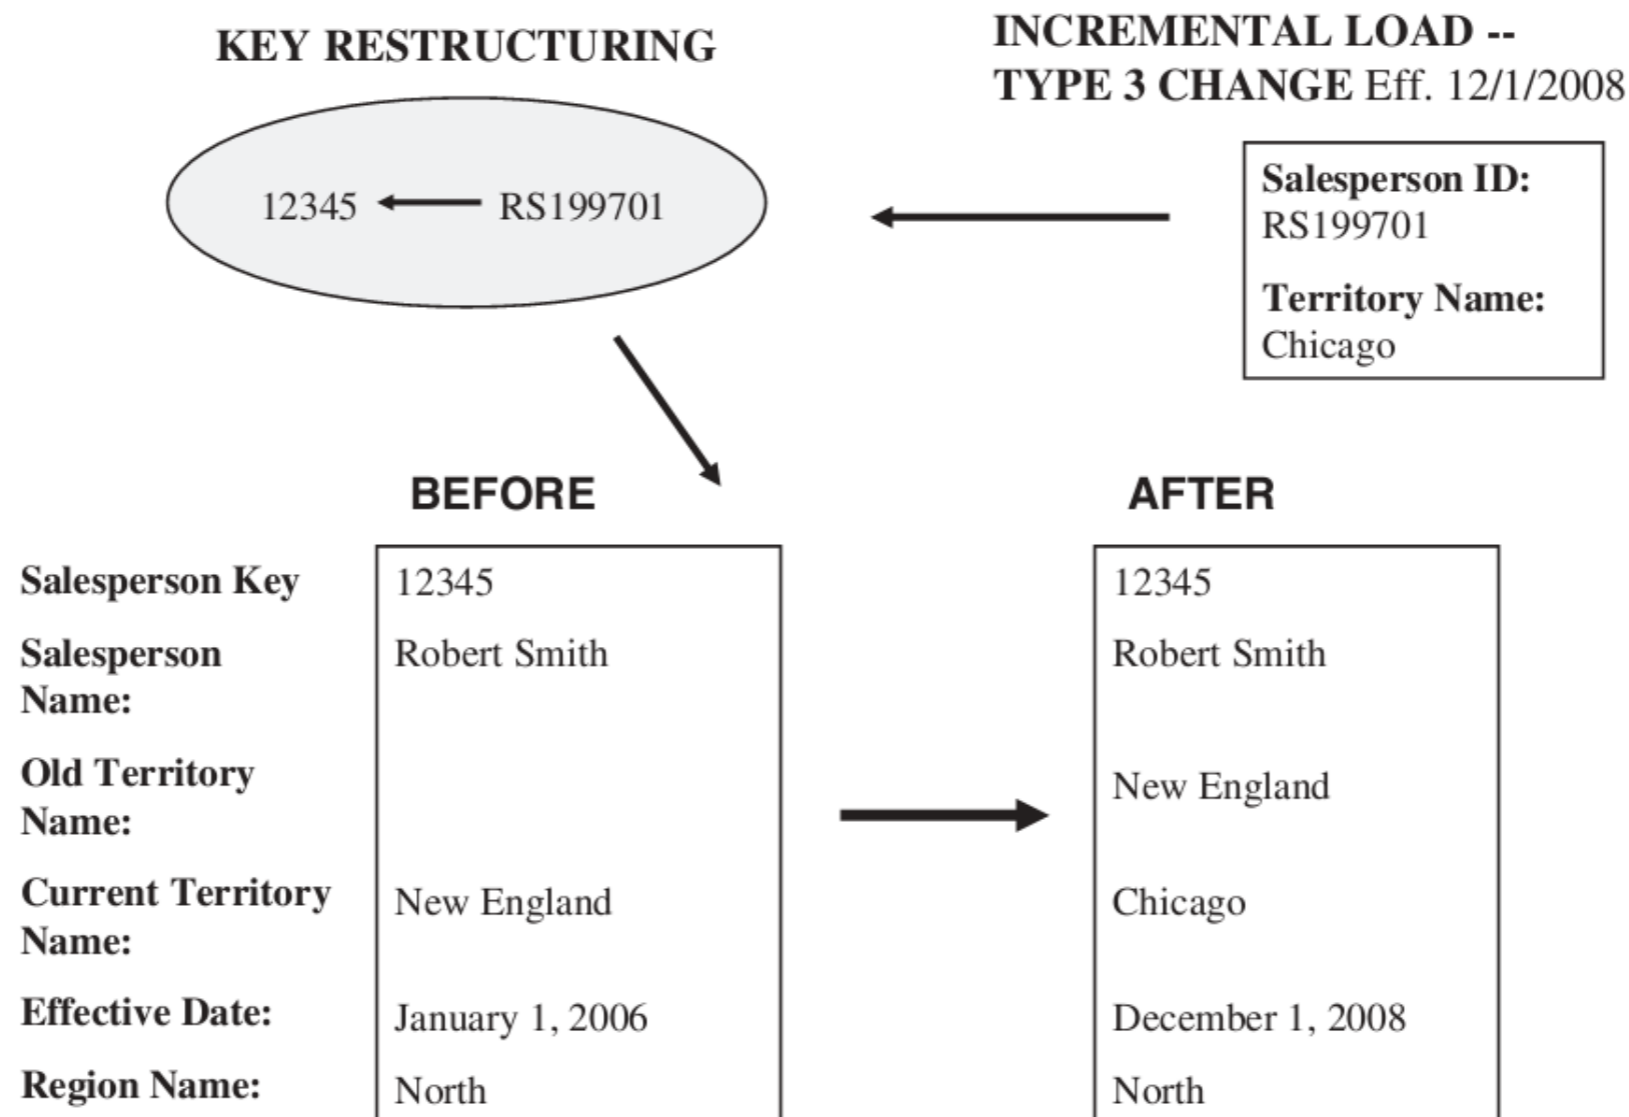 KEY RESTRUCTURING
INCREMENTAL LOAD --
TYPE 3 CHANGE Eff. 12/1/2008
12345
RS199701
Salesperson ID:
RS199701
Territory Name:
Chicago
BEFORE
AFTER
Salesperson Key
12345
12345
Salesperson
Name:
Robert Smith
Robert Smith
Old Territory
Name:
New England
Current Territory
Name:
New England
Chicago
Effective Date:
January 1, 2006
December 1, 2008
Region Name:
North
North